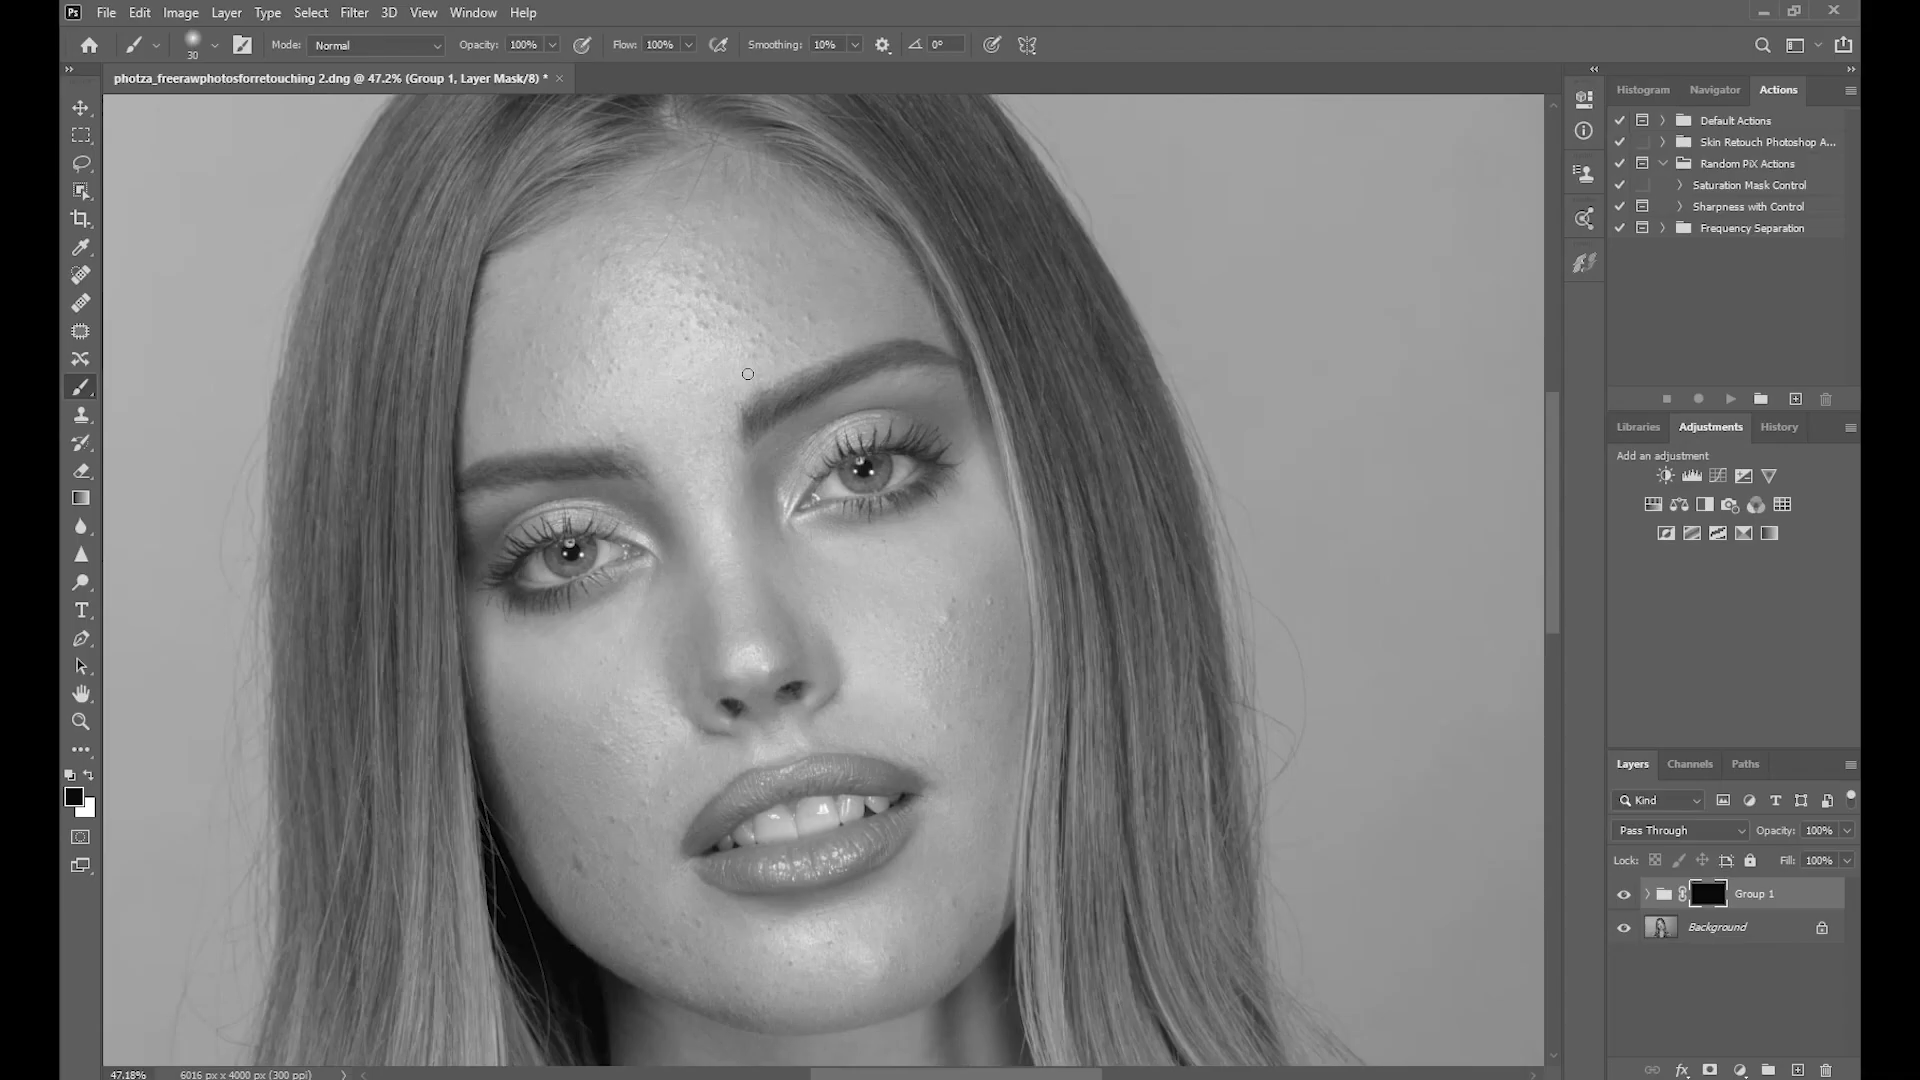 Ps File Edit Image Layer Type Select Filter 3D View Window Help
30 Mode: Normal Opacity: 100% Flow: 100% Smoothing: 10% 0°
photza_freerawphotosforretouching 2.dng @ 47.2% (Group 1, Layer Mask/8) *
Histogram Navigator Actions
Default Actions
Skin Retouch Photoshop A...
Random PiX Actions
Saturation Mask Control
Sharpness with Control
Frequency Separation
Libraries Adjustments History
Add an adjustment
Layers Channels Paths
Kind
Pass Through Opacity: 100%
Lock: Fill: 100%
Group 1
Background
47.18% 6016 px x 4000 px (300 ppi)